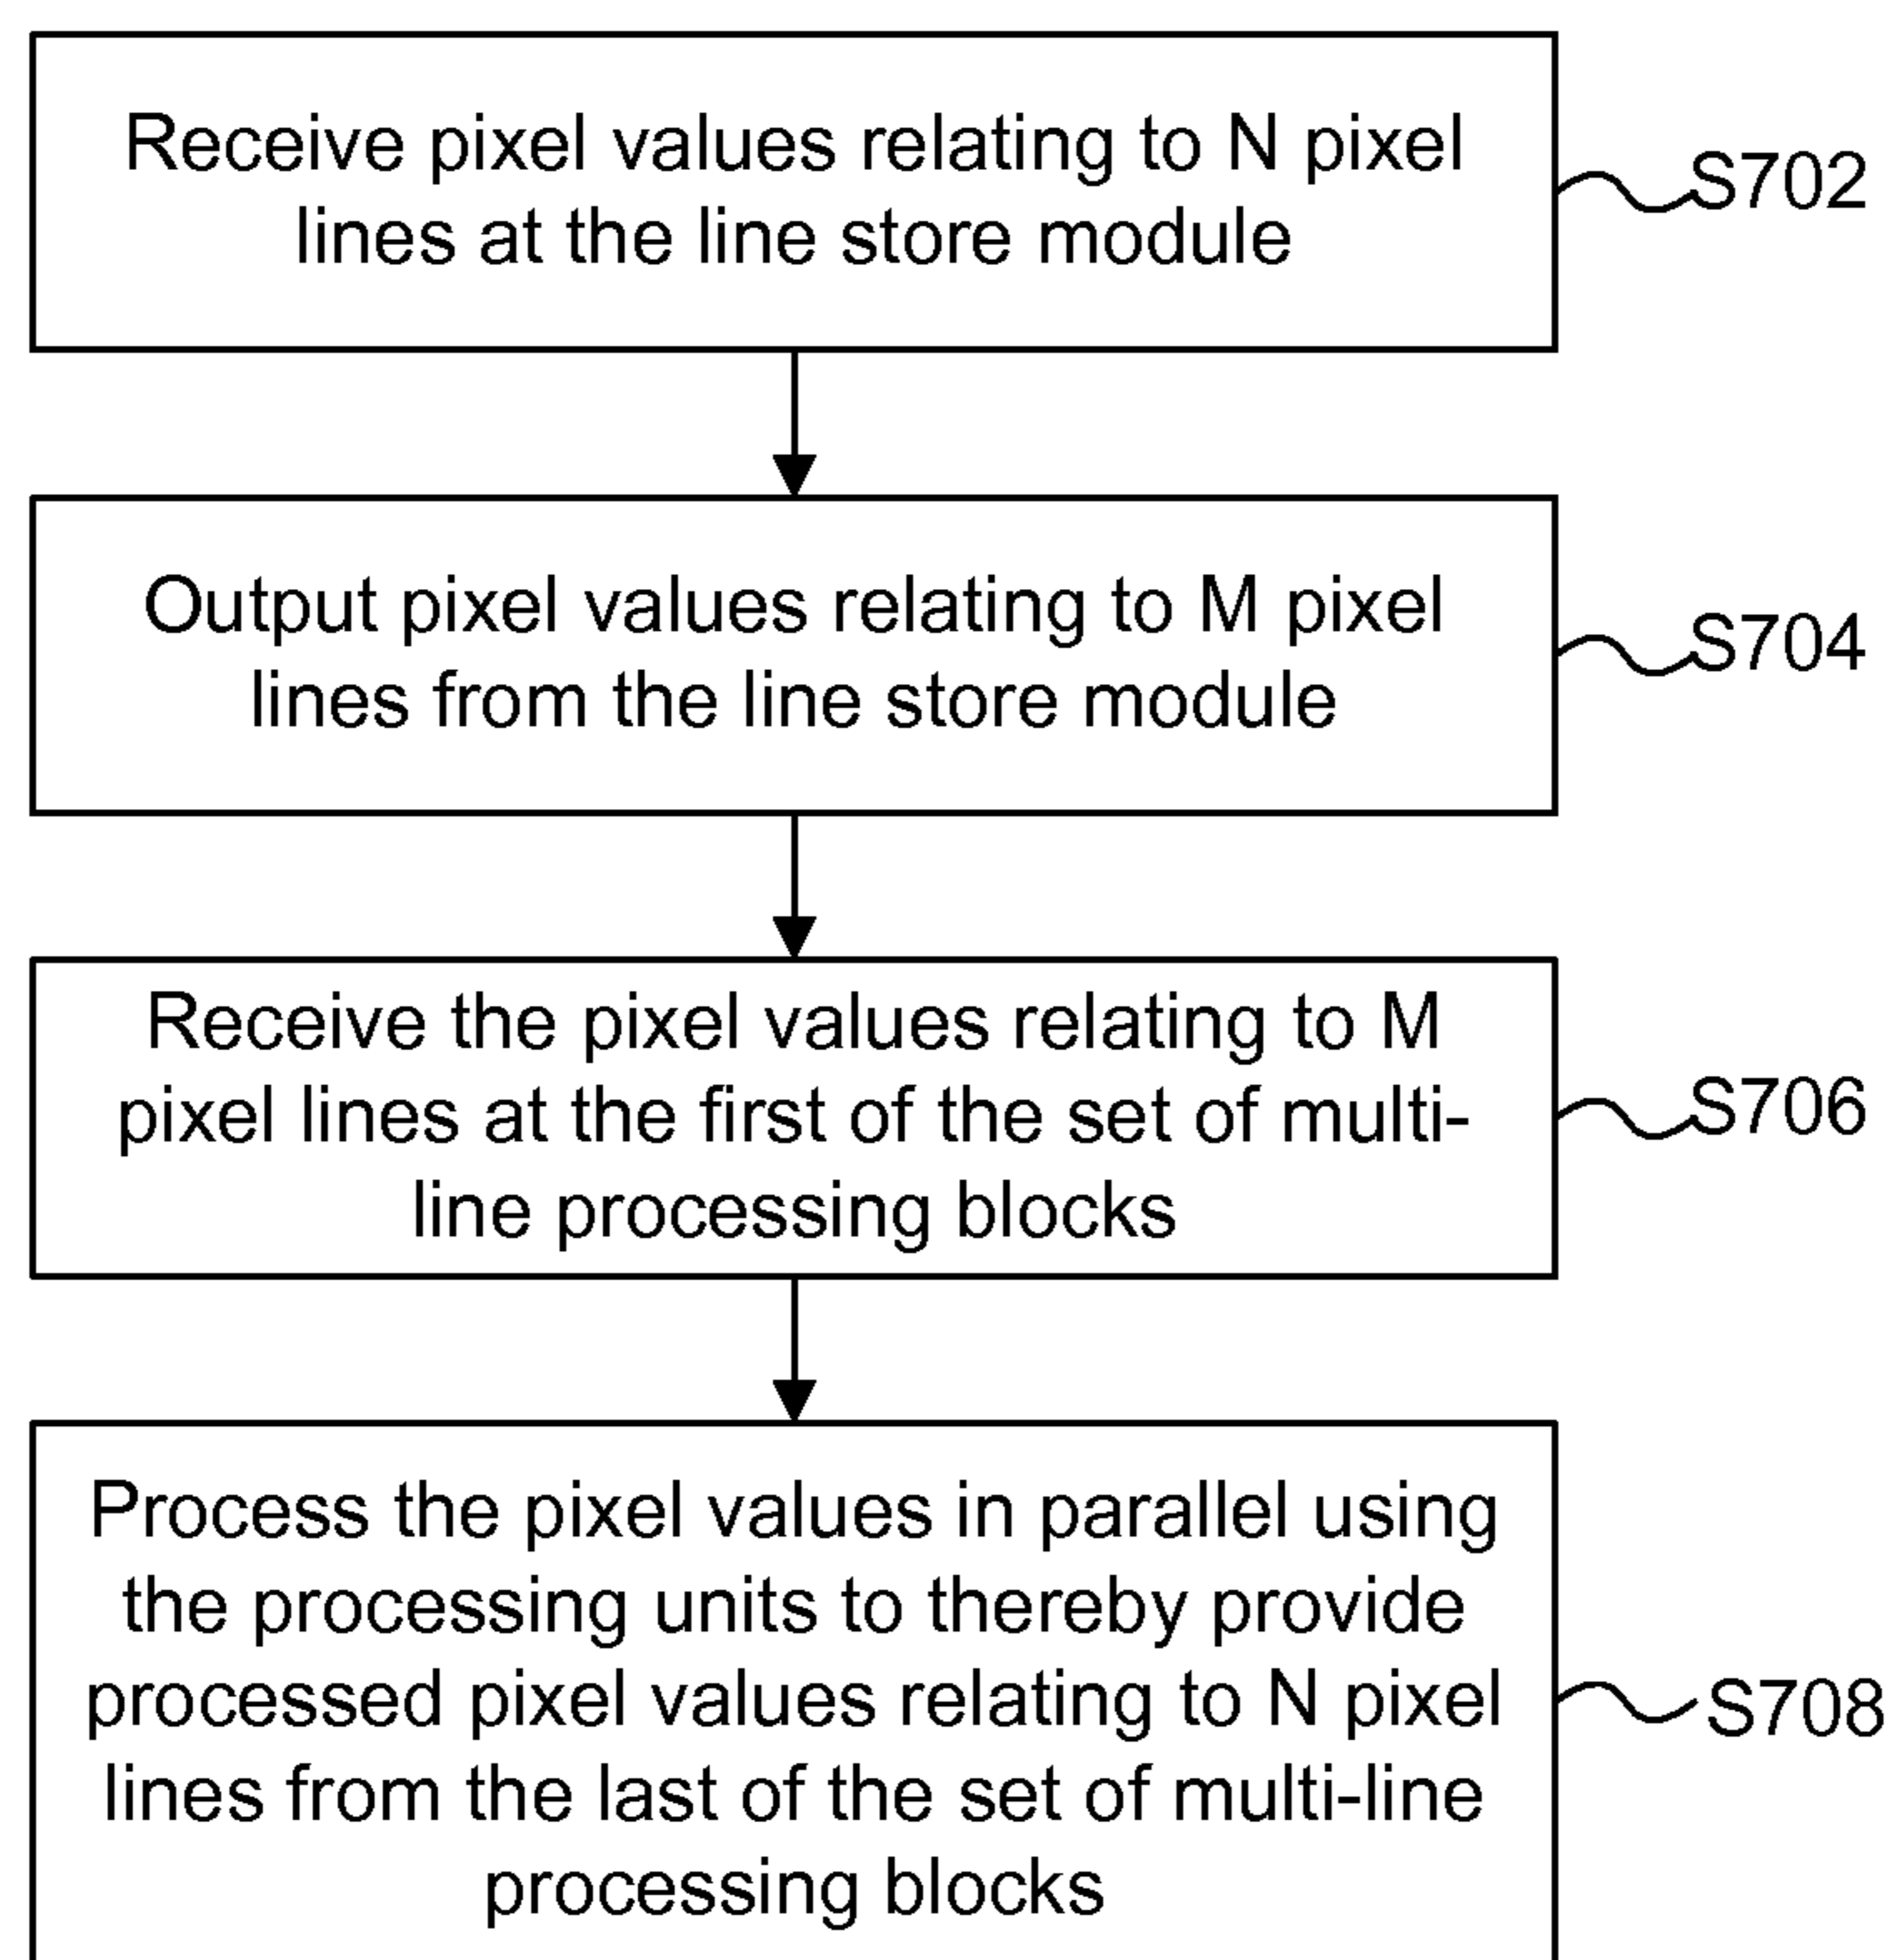 Receive pixel values relating to N pixel
lines at the line store module
S702
Output pixel values relating to M pixel
lines from the line store module
S704
Receive the pixel values relating to M
pixel lines at the first of the set of multi-
line processing blocks
S706
Process the pixel values in parallel using
the processing units to thereby provide
processed pixel values relating to N pixel
lines from the last of the set of multi-line
processing blocks
S708